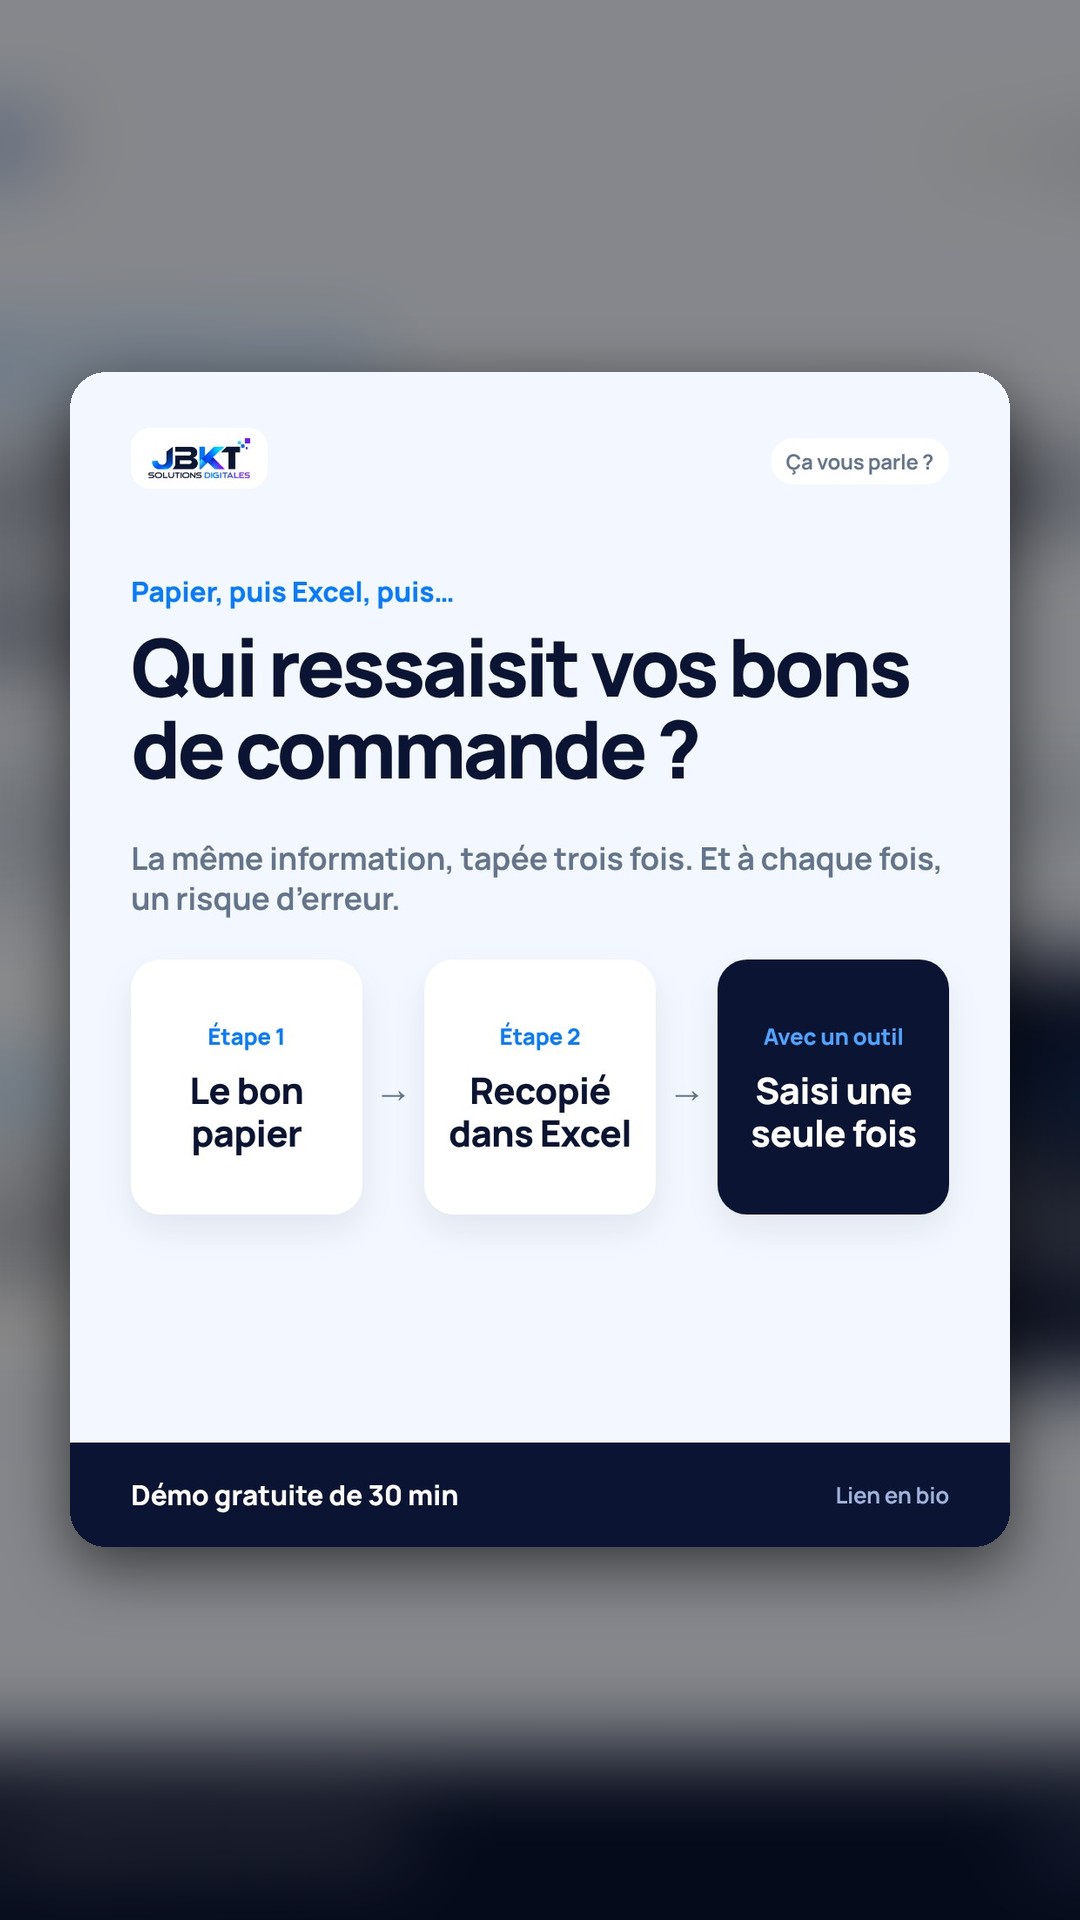 JBKT
SOLUTIONS DIGITALES
Ça vous parle ?
Papier, puis Excel, puis…
Qui ressaisit vos bons
de commande ?
La même information, tapée trois fois. Et à chaque fois,
un risque d’erreur.
Étape 1
Le bon
papier
→
Étape 2
Recopié
dans Excel
→
Avec un outil
Saisi une
seule fois
Démo gratuite de 30 min
Lien en bio